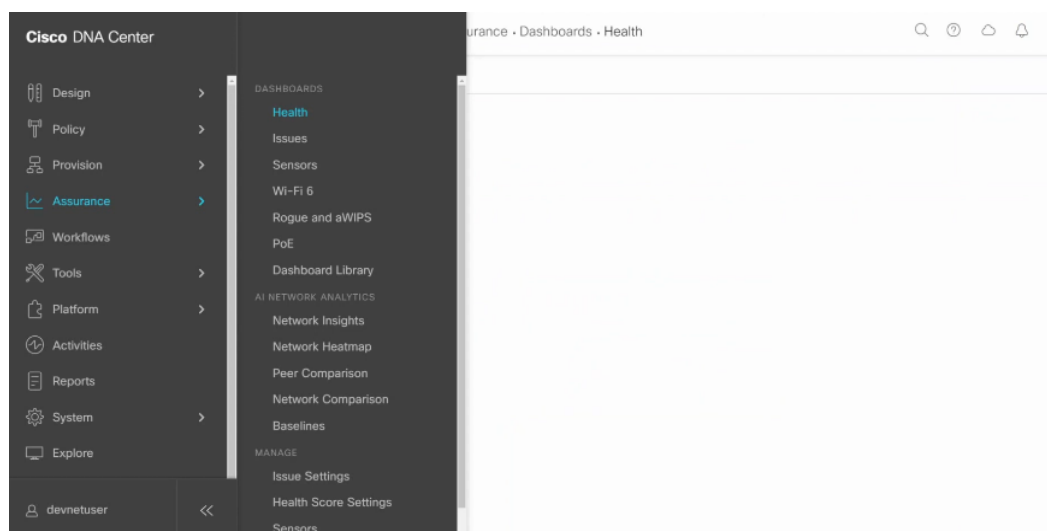 Cisco DNA Center
Design
Policy
Provision
Assurance
Workflows
Tools
Platform
Activities
Reports
System
Explore
devnetuser
DASHBOARDS
Health
Issues
Sensors
Wi-Fi 6
Rogue and aWIPS
PoE
Dashboard Library
AI NETWORK ANALYTICS
Network Insights
Network Heatmap
Peer Comparison
Network Comparison
Baselines
MANAGE
Issue Settings
Health Score Settings
Sensors
urance · Dashboards · Health